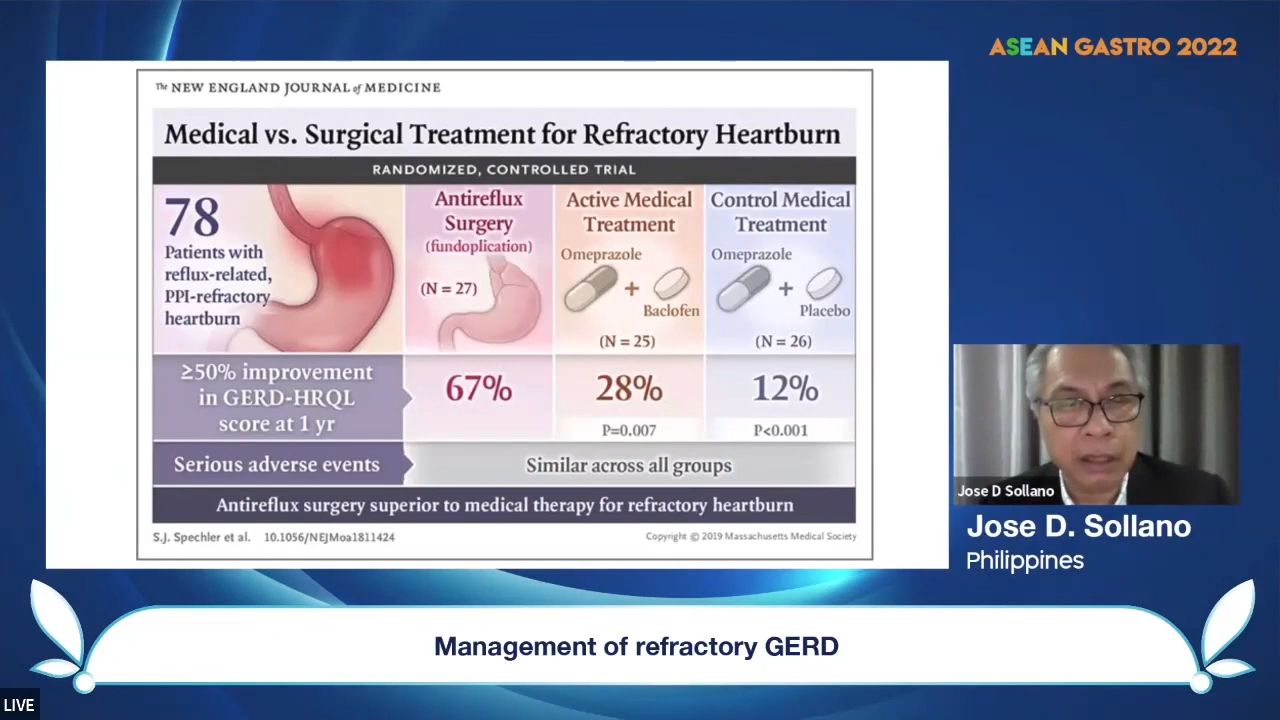 ASEAN GASTRO 2022
The NEW ENGLAND JOURNAL of MEDICINE
Medical vs. Surgical Treatment for Refractory Heartburn
RANDOMIZED, CONTROLLED TRIAL
78
Patients with
reflux-related,
PPI-refractory
heartburn
Antireflux
Surgery
(fundoplication)
(N = 27)
Active Medical
Treatment
Omeprazole
+
Baclofen
(N = 25)
Control Medical
Treatment
Omeprazole
+
Placebo
(N = 26)
≥50% improvement
in GERD-HRQL
score at 1 yr
67%
28%
P=0.007
12%
P<0.001
Serious adverse events
Similar across all groups
Antireflux surgery superior to medical therapy for refractory heartburn
S.J. Spechler et al. 10.1056/NEJMoa1811424
Copyright © 2019 Massachusetts Medical Society
Jose D Sollano
Jose D. Sollano
Philippines
Management of refractory GERD
LIVE